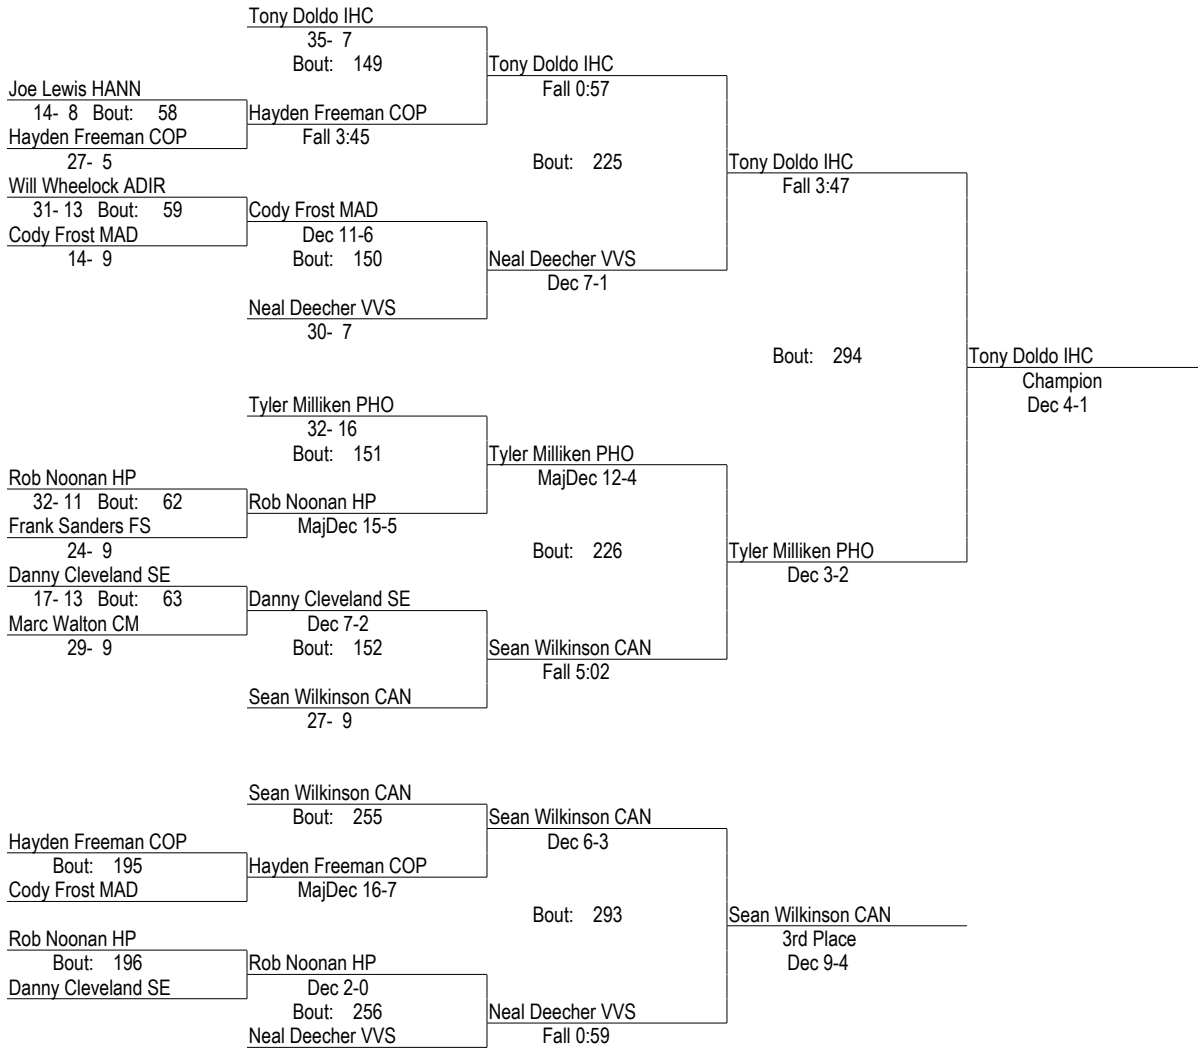 Tony Doldo IHC
35- 7
Bout: 149
Tony Doldo IHC
Fall 0:57
Joe Lewis HANN
14- 8 Bout: 58
Hayden Freeman COP
Hayden Freeman COP
Fall 3:45
27- 5
Bout: 225
Tony Doldo IHC
Fall 3:47
Will Wheelock ADIR
31- 13 Bout: 59
Cody Frost MAD
Cody Frost MAD
Dec 11-6
14- 9
Bout: 150
Neal Deecher VVS
Dec 7-1
Neal Deecher VVS
30- 7
Bout: 294
Tony Doldo IHC
Champion
Dec 4-1
Tyler Milliken PHO
32- 16
Bout: 151
Tyler Milliken PHO
MajDec 12-4
Rob Noonan HP
32- 11 Bout: 62
Rob Noonan HP
Frank Sanders FS
MajDec 15-5
24- 9
Bout: 226
Tyler Milliken PHO
Dec 3-2
Danny Cleveland SE
17- 13 Bout: 63
Danny Cleveland SE
Marc Walton CM
Dec 7-2
29- 9
Bout: 152
Sean Wilkinson CAN
Fall 5:02
Sean Wilkinson CAN
27- 9
Sean Wilkinson CAN
Bout: 255
Sean Wilkinson CAN
Dec 6-3
Hayden Freeman COP
Bout: 195
Hayden Freeman COP
Cody Frost MAD
MajDec 16-7
Bout: 293
Sean Wilkinson CAN
3rd Place
Dec 9-4
Rob Noonan HP
Bout: 196
Rob Noonan HP
Danny Cleveland SE
Dec 2-0
Bout: 256
Neal Deecher VVS
Neal Deecher VVS
Fall 0:59